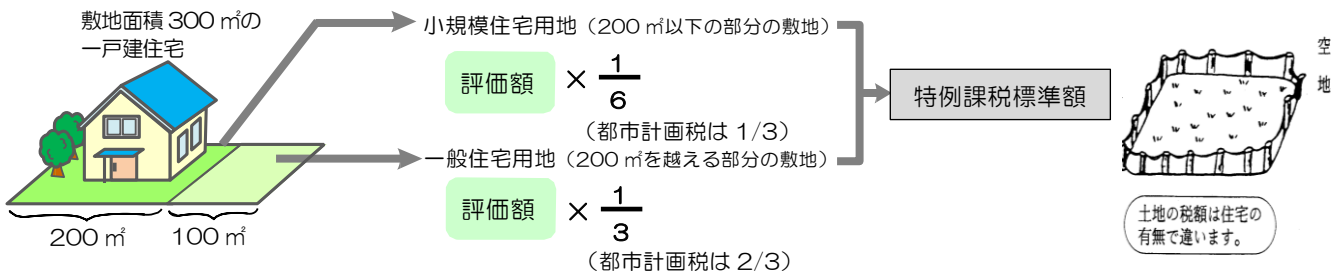 敷地面積 300 ㎡の
一戸建住宅
200 ㎡
100 ㎡
小規模住宅用地（200 ㎡以下の部分の敷地）
評価額 × 1/6
（都市計画税は 1/3）
一般住宅用地（200 ㎡を越える部分の敷地）
評価額 × 1/3
（都市計画税は 2/3）
特例課税標準額
空地
土地の税額は住宅の
有無で違います。